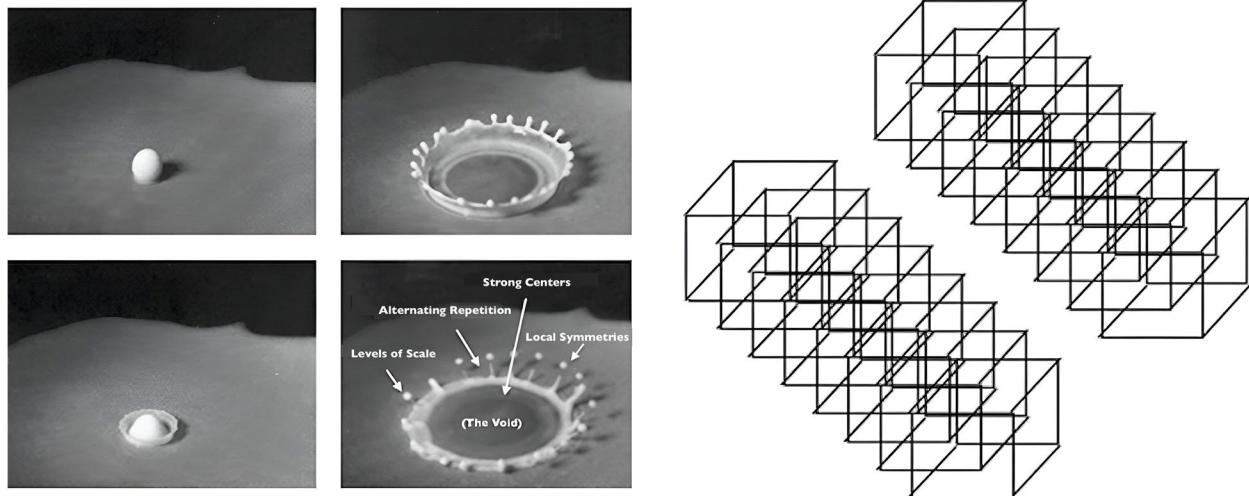 Strong Centers
Alternating Repetition
Local Symmetries
Levels of Scale
(The Void)